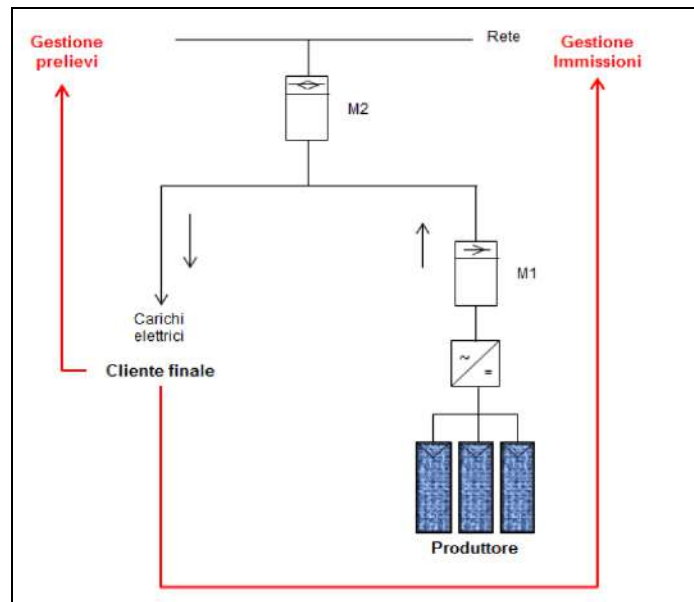 Gestione
prelievi
Rete
Gestione
Immissioni
M2
M1
Carichi
elettrici
Cliente finale
~
=
Produttore